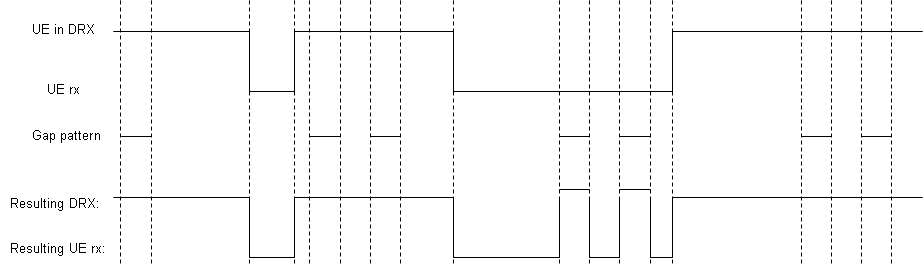 UE in DRX
UE rx
Gap pattern
Resulting DRX:
Resulting UE rx: